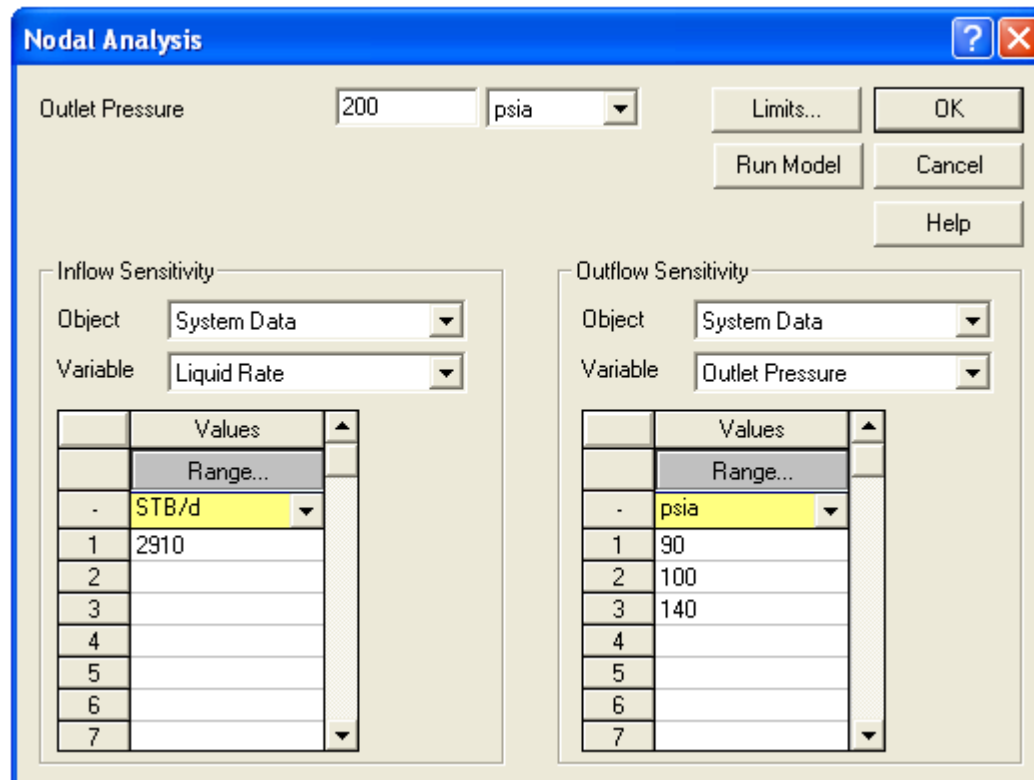 Nodal Analysis
Outlet Pressure 200 psia Limits... OK
Run Model Cancel
Help
Inflow Sensitivity
Object System Data
Variable Liquid Rate
Values
Range...
- STB/d
1 2910
2
3
4
5
6
7
Outflow Sensitivity
Object System Data
Variable Outlet Pressure
Values
Range...
- psia
1 90
2 100
3 140
4
5
6
7